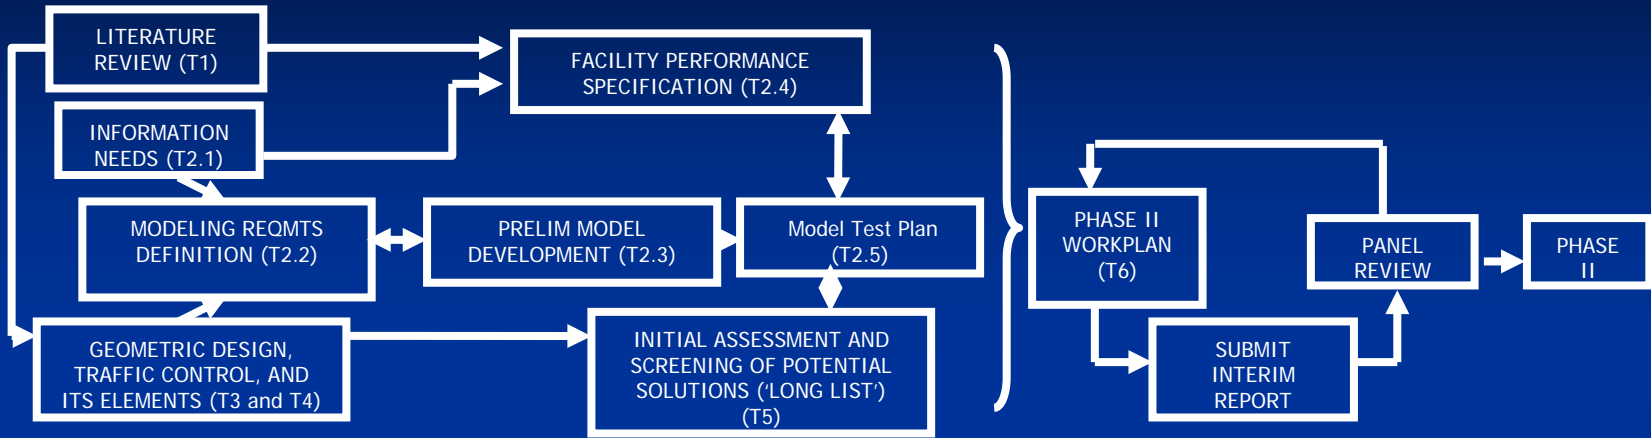 LITERATURE
REVIEW (T1)
FACILITY PERFORMANCE
SPECIFICATION (T2.4)
INFORMATION
NEEDS (T2.1)
MODELING REQMTS
DEFINITION (T2.2)
PRELIM MODEL
DEVELOPMENT (T2.3)
Model Test Plan
(T2.5)
GEOMETRIC DESIGN,
TRAFFIC CONTROL, AND
ITS ELEMENTS (T3 and T4)
INITIAL ASSESSMENT AND
SCREENING OF POTENTIAL
SOLUTIONS (‘LONG LIST’)
(T5)
PHASE II
WORKPLAN
(T6)
SUBMIT
INTERIM
REPORT
PANEL
REVIEW
PHASE
II